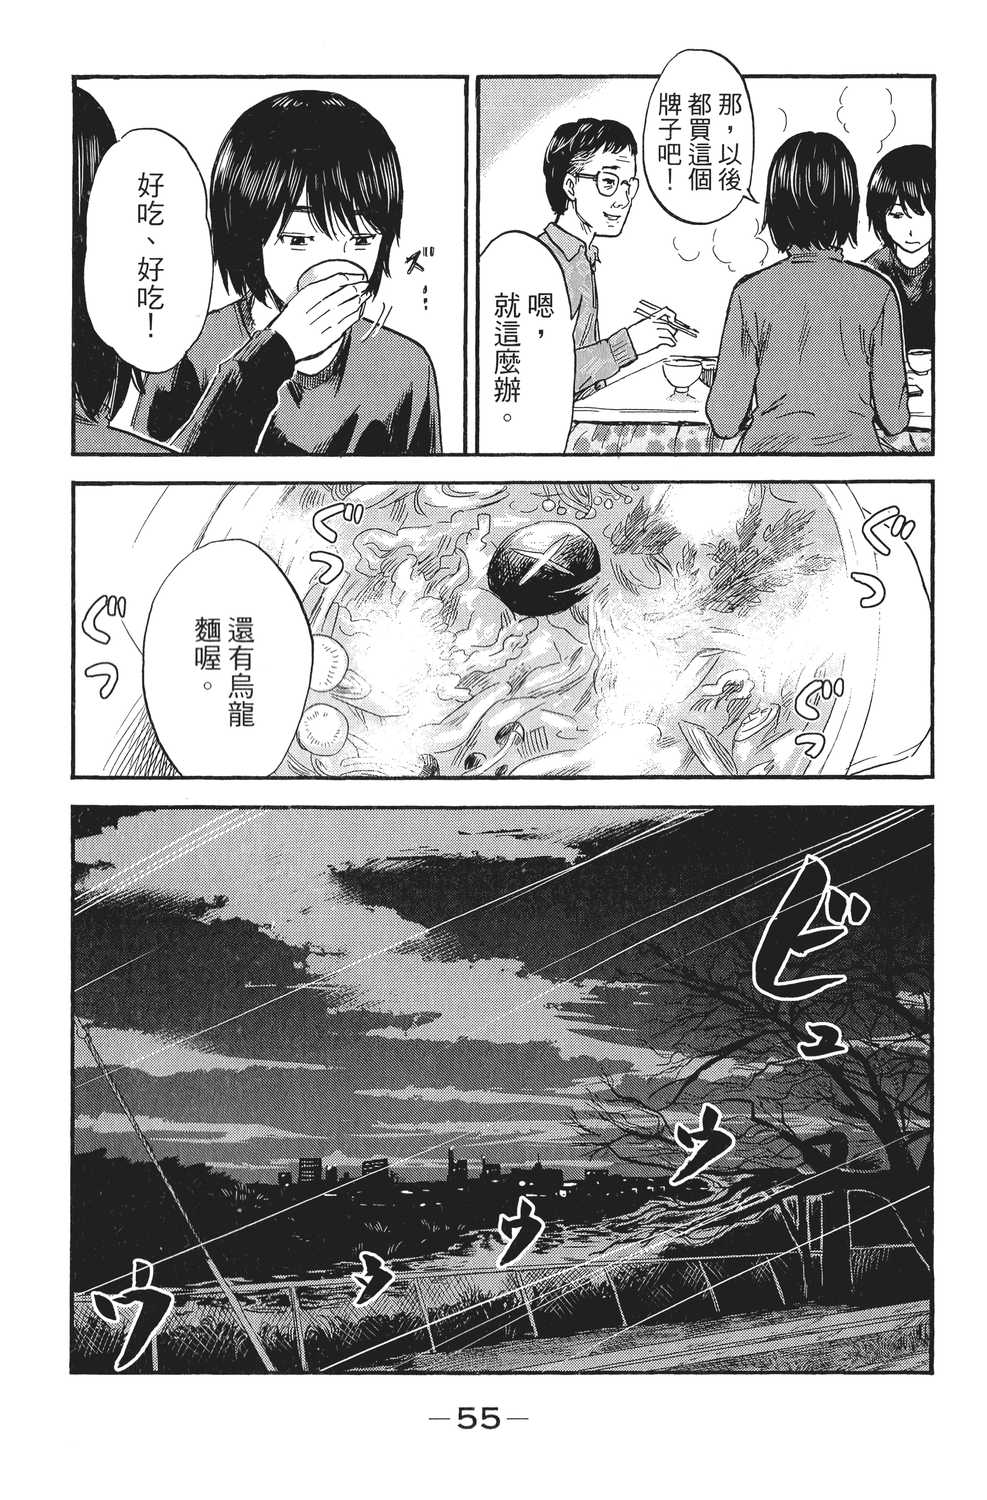 那，以後
都買這個
牌子吧！
嗯，
就這麼辦。
ズ…
好吃、好吃！
ぐつ
ぐつ
ぐつ
還有烏龍
麵喔。
ビュ
ウ
ウ
ウ
ウ
—55—